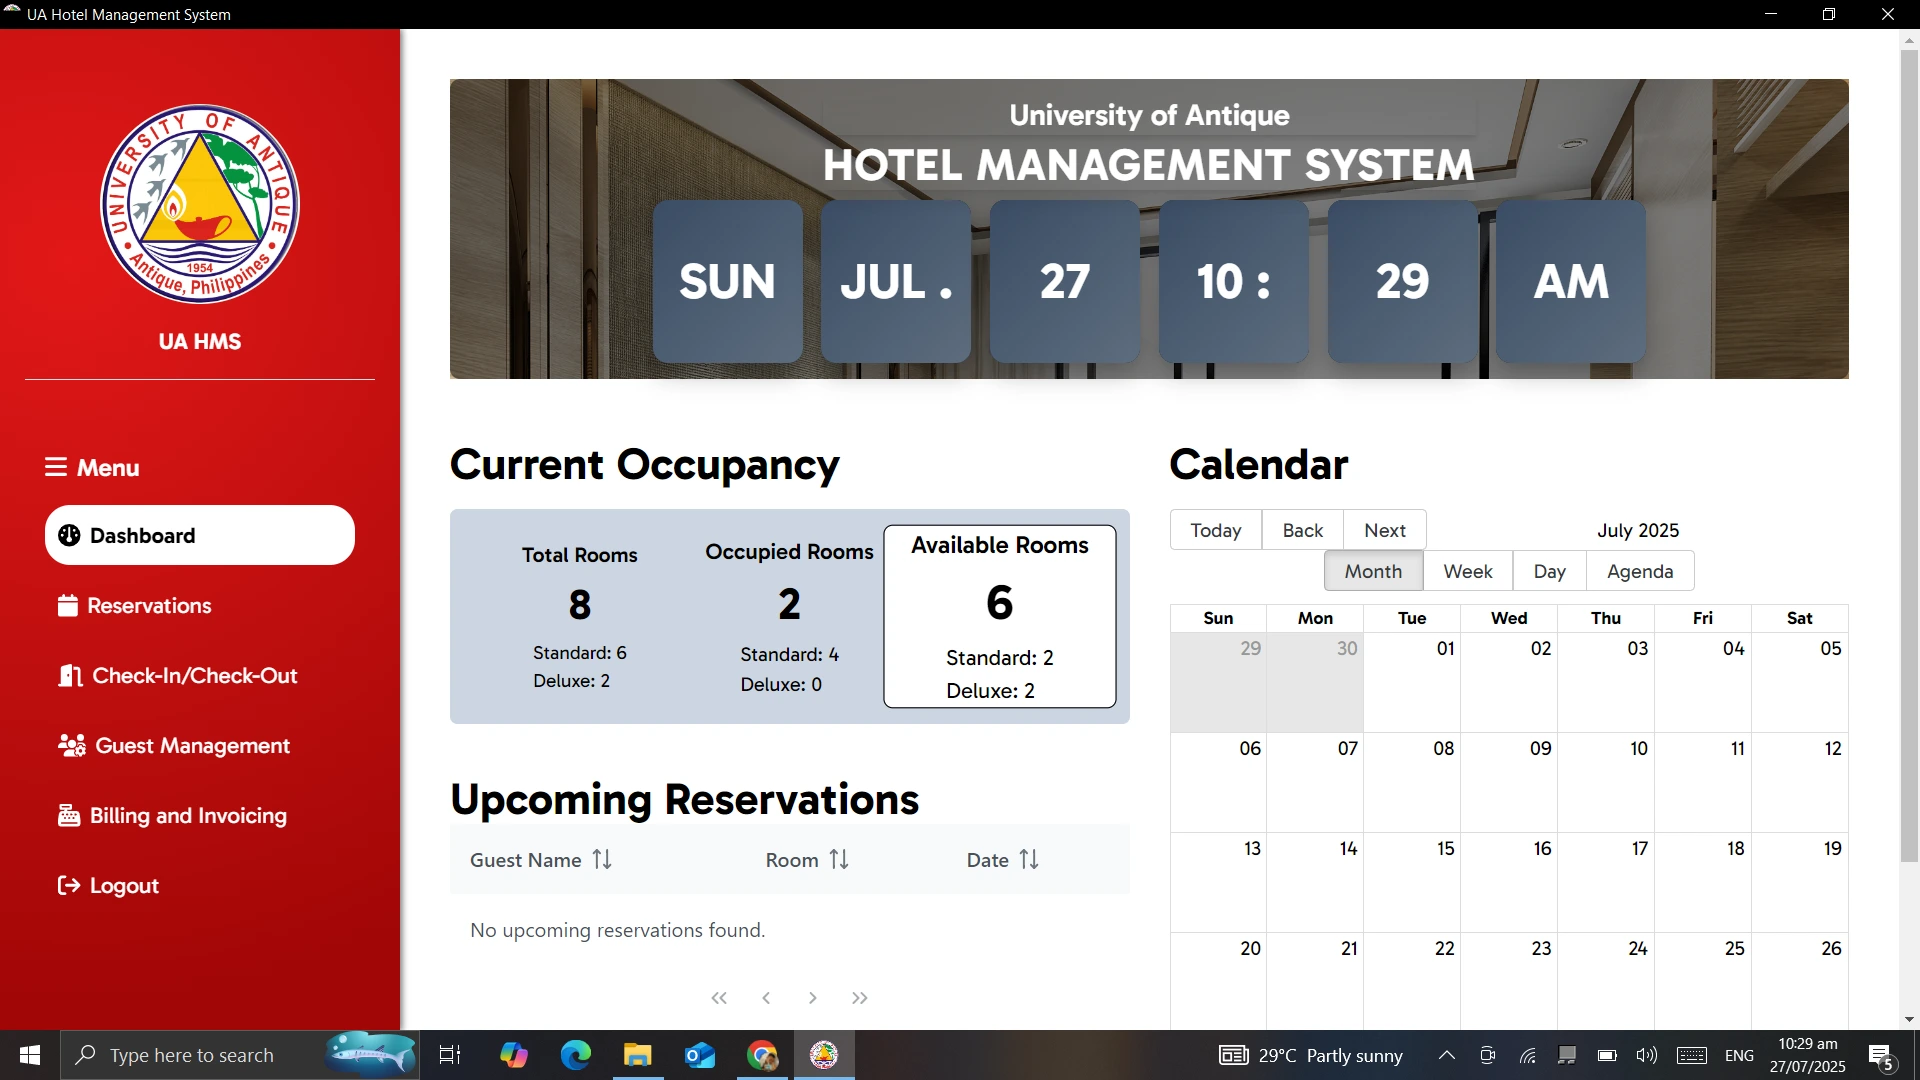 UA Hotel Management System
UNIVERSITY OF ANTIQUE
1954
Antique, Philippines
UA HMS
Menu
Dashboard
Reservations
Check-In/Check-Out
Guest Management
Billing and Invoicing
Logout
University of Antique
HOTEL MANAGEMENT SYSTEM
SUN JUL . 27 10 : 29 AM
Current Occupancy
Total Rooms
8
Standard: 6
Deluxe: 2
Occupied Rooms
2
Standard: 4
Deluxe: 0
Available Rooms
6
Standard: 2
Deluxe: 2
Upcoming Reservations
Guest Name Room Date
No upcoming reservations found.
Calendar
Today Back Next July 2025
Month Week Day Agenda
Sun Mon Tue Wed Thu Fri Sat
29 30 01 02 03 04 05
06 07 08 09 10 11 12
13 14 15 16 17 18 19
20 21 22 23 24 25 26
Type here to search
29°C Partly sunny
ENG
10:29 am
27/07/2025
5